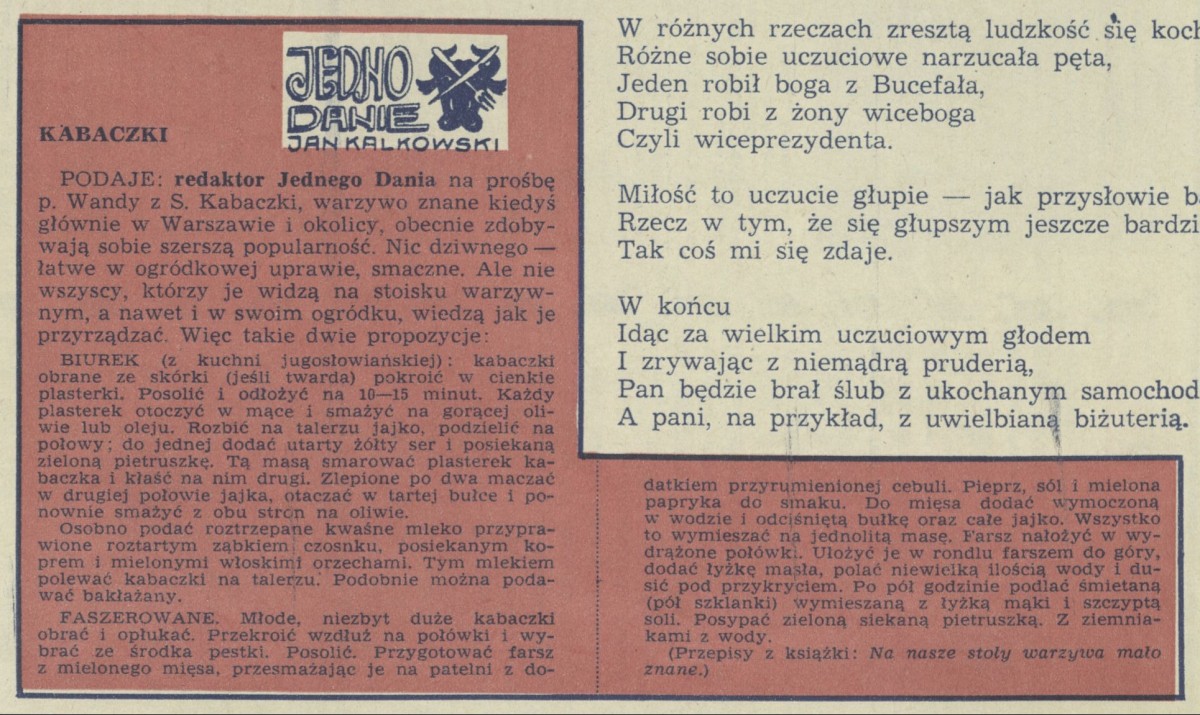 JEDNO
DANIE
JAN KALKOWSKI
KABACZKI
PODAJE: redaktor Jednego Dania na prośbę
p. Wandy z S. Kabaczki, warzywo znane kiedyś
głównie w Warszawie i okolicy, obecnie zdoby-
wają sobie szerszą popularność. Nic dziwnego —
łatwe w ogródkowej uprawie, smaczne. Ale nie
wszyscy, którzy je widzą na stoisku warzyw-
nym, a nawet i w swoim ogródku, wiedzą jak je
przyrządzać. Więc takie dwie propozycje:
BIUREK (z kuchni jugosłowiańskiej): kabaczki
obrane ze skórki (jeśli twarda) pokroić w cienkie
plasterki. Posolić i odłożyć na 10—15 minut. Każdy
plasterek otoczyć w mące i smażyć na gorącej oli-
wie lub oleju. Rozbić na talerzu jajko, podzielić na
połowy; do jednej dodać utarty żółty ser i posiekaną
zieloną pietruszkę. Tą masą smarować plasterek ka-
baczka i kłaść na nim drugi. Zlepione po dwa maczać
w drugiej połowie jajka, otaczać w tartej bułce i po-
nownie smażyć z obu stron na oliwie.
Osobno podać roztrzepane kwaśne mleko przypra-
wione roztartym ząbkiem czosnku, posiekanym ko-
prem i mielonymi włoskimi orzechami. Tym mlekiem
polewać kabaczki na talerzu. Podobnie można poda-
wać bakłażany.
FASZEROWANE. Młode, niezbyt duże kabaczki
obrać i opłukać. Przekroić wzdłuż na połówki i wy-
brać ze środka pestki. Posolić. Przygotować farsz
z mielonego mięsa, przesmażając je na patelni z do-
datkiem przyrumienionej cebuli. Pieprz, sól i mielona
papryka do smaku. Do mięsa dodać wymoczoną
w wodzie i odciśniętą bułkę oraz całe jajko. Wszystko
to wymieszać na jednolitą masę. Farsz nałożyć w wy-
drążone połówki. Ułożyć je w rondlu farszem do góry,
dodać łyżkę masła, polać niewielką ilością wody i du-
sić pod przykryciem. Po pół godzinie podlać śmietaną
(pół szklanki) wymieszaną z łyżką mąki i szczyptą
soli. Posypać zieloną siekaną pietruszką. Z ziemnia-
kami z wody.
(Przepisy z książki: Na nasze stoły warzywa mało
znane.)
W różnych rzeczach zresztą ludzkość się koch
Różne sobie uczuciowe narzucała pęta,
Jeden robił boga z Bucefała,
Drugi robi z żony wiceboga
Czyli wiceprezydenta.
Miłość to uczucie głupie — jak przysłowie b
Rzecz w tym, że się głupszym jeszcze bardzi
Tak coś mi się zdaje.
W końcu
Idąc za wielkim uczuciowym głodem
I zrywając z niemądrą pruderią,
Pan będzie brał ślub z ukochanym samochod
A pani, na przykład, z uwielbianą biżuterią.